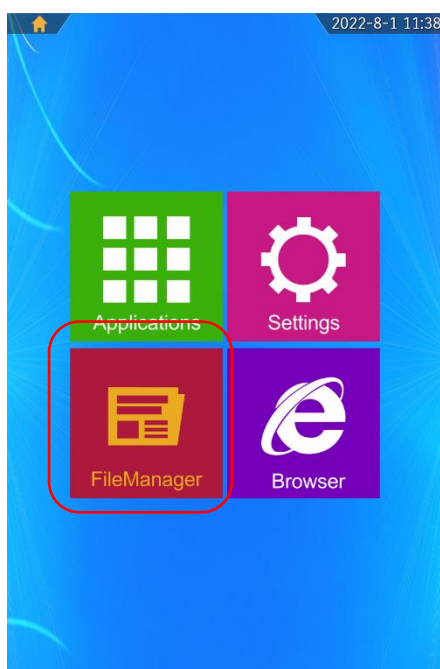 2022-8-1 11:38
Applications
Settings
FileManager
Browser